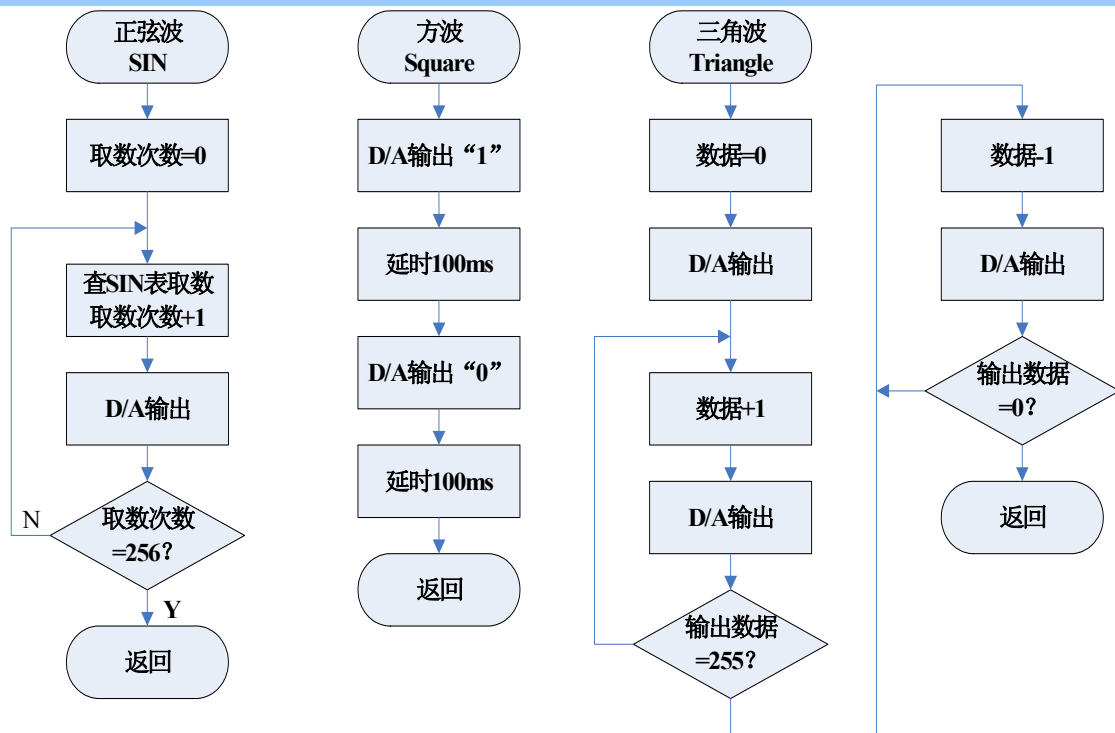 正弦波
SIN
取数次数=0
查SIN表取数
取数次数+1
D/A输出
取数次数
=256?
N
Y
返回
方波
Square
D/A输出“1”
延时100ms
D/A输出“0”
延时100ms
返回
三角波
Triangle
数据=0
D/A输出
数据+1
D/A输出
输出数据
=255?
数据-1
D/A输出
输出数据
=0?
返回